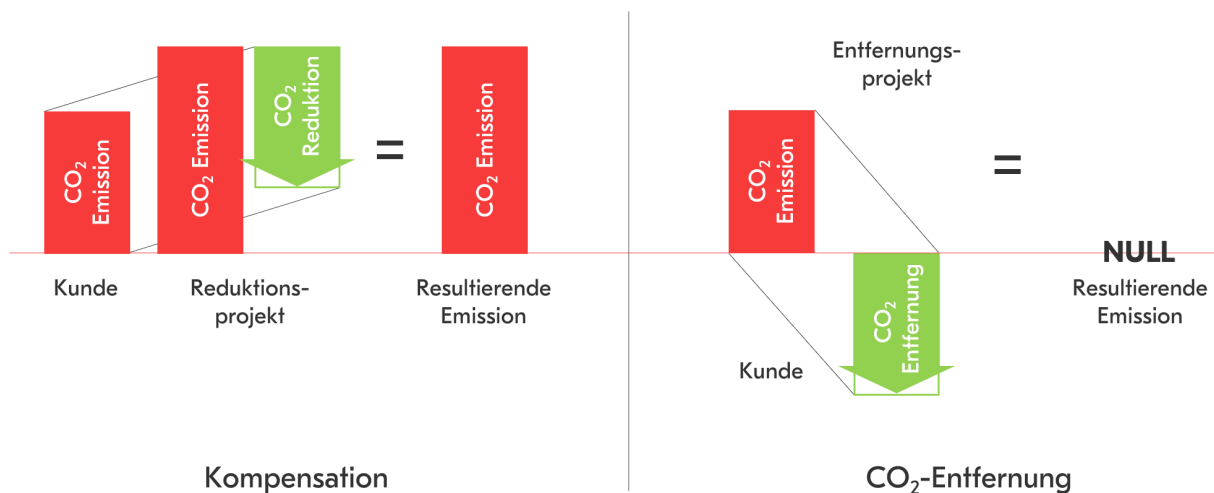 CO₂
Emission
CO₂ Emission
CO₂
Reduktion
=
CO₂ Emission
Kunde
Reduktions-
projekt
Resultierende
Emission
Kompensation
Entfernungs-
projekt
CO₂
Emission
=
CO₂
Entfernung
NULL
Resultierende
Emission
Kunde
CO₂-Entfernung